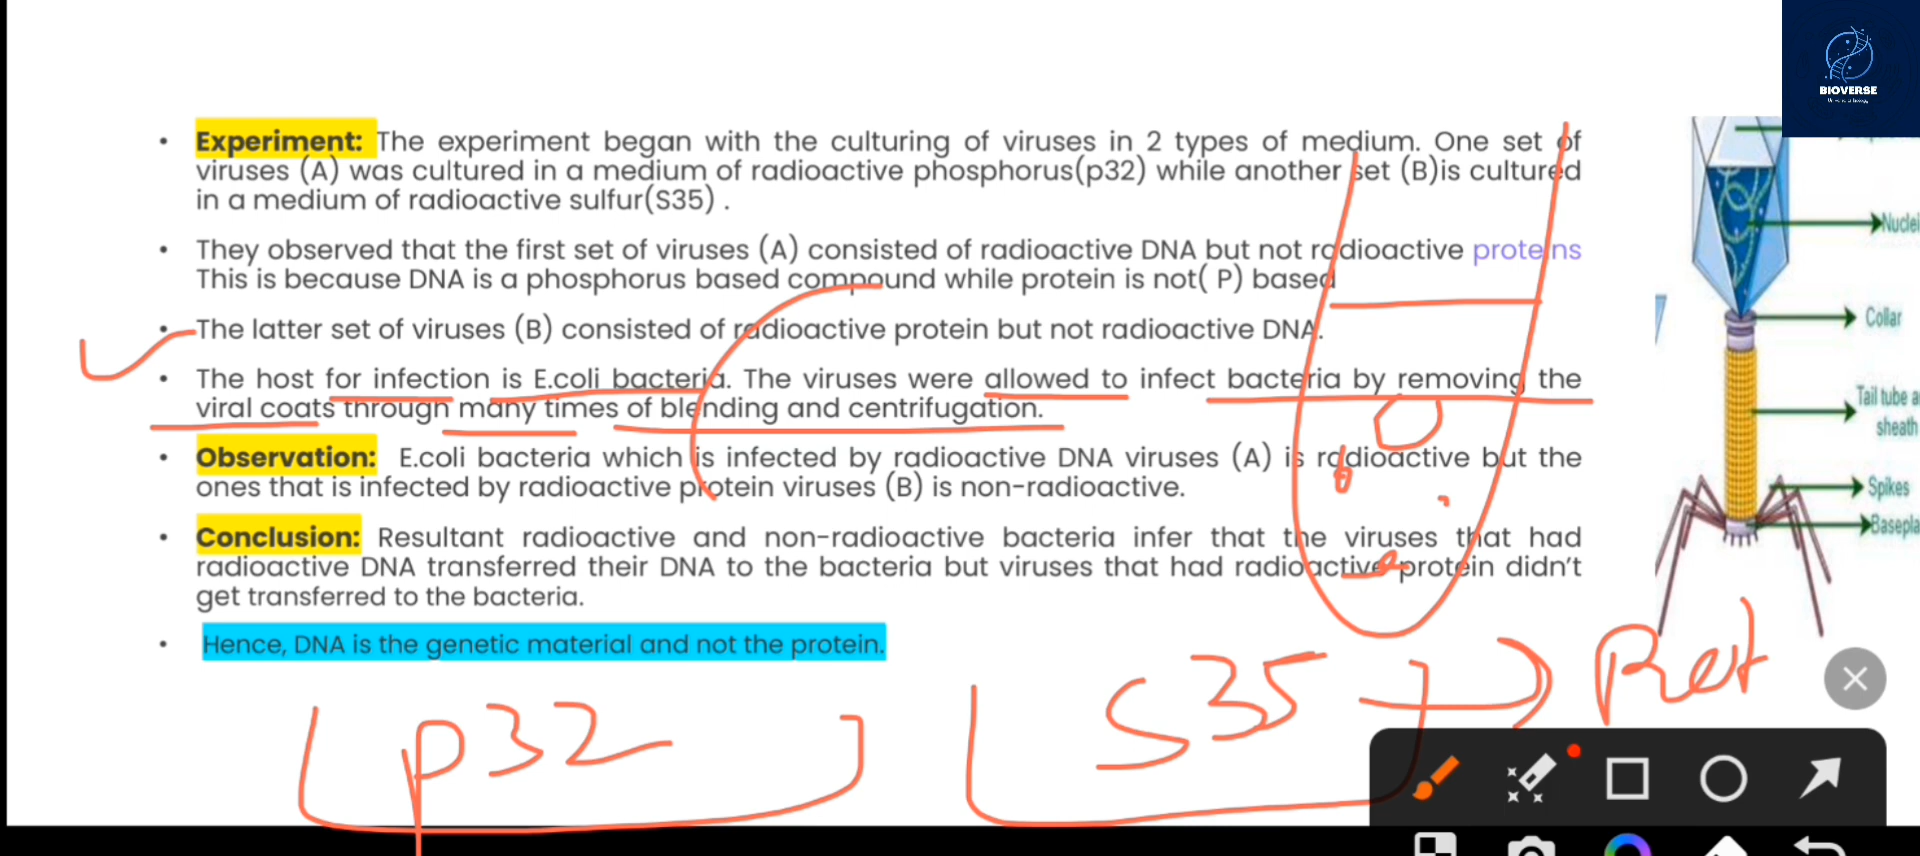 BIOVERSE
Experiment: The experiment began with the culturing of viruses in 2 types of medium. One set of
viruses (A) was cultured in a medium of radioactive phosphorus(p32) while another set (B)is cultured
in a medium of radioactive sulfur(S35) .
They observed that the first set of viruses (A) consisted of radioactive DNA but not radioactive proteins
This is because DNA is a phosphorus based compound while protein is not( P) based
The latter set of viruses (B) consisted of radioactive protein but not radioactive DNA.
The host for infection is E.coli bacteria. The viruses were allowed to infect bacteria by removing the
viral coats through many times of blending and centrifugation.
Observation: E.coli bacteria which is infected by radioactive DNA viruses (A) is radioactive but the
ones that is infected by radioactive protein viruses (B) is non-radioactive.
Conclusion: Resultant radioactive and non-radioactive bacteria infer that the viruses that had
radioactive DNA transferred their DNA to the bacteria but viruses that had radioactive protein didn't
get transferred to the bacteria.
Hence, DNA is the genetic material and not the protein.
Nuclei
Collar
Tail tube a
sheath
Spikes
Basepla
p32
S35